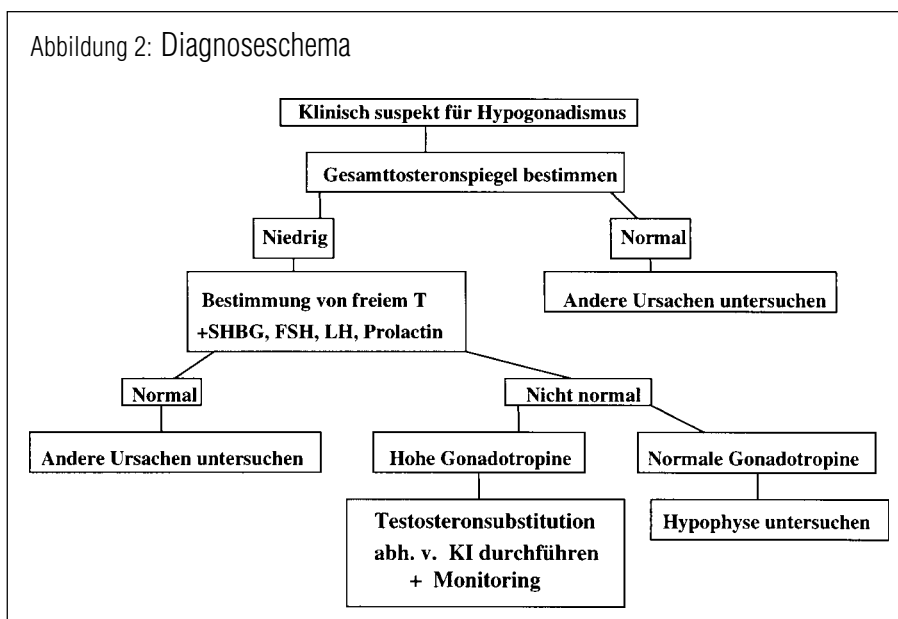 Abbildung 2: Diagnoseschema
Klinisch suspekt für Hypogonadismus
Gesamttosteronspiegel bestimmen
Niedrig
Normal
Bestimmung von freiem T
+SHBG, FSH, LH, Prolactin
Andere Ursachen untersuchen
Normal
Nicht normal
Andere Ursachen untersuchen
Hohe Gonadotropine
Normale Gonadotropine
Testosteronsubstitution
abh. v. KI durchführen
+ Monitoring
Hypophyse untersuchen